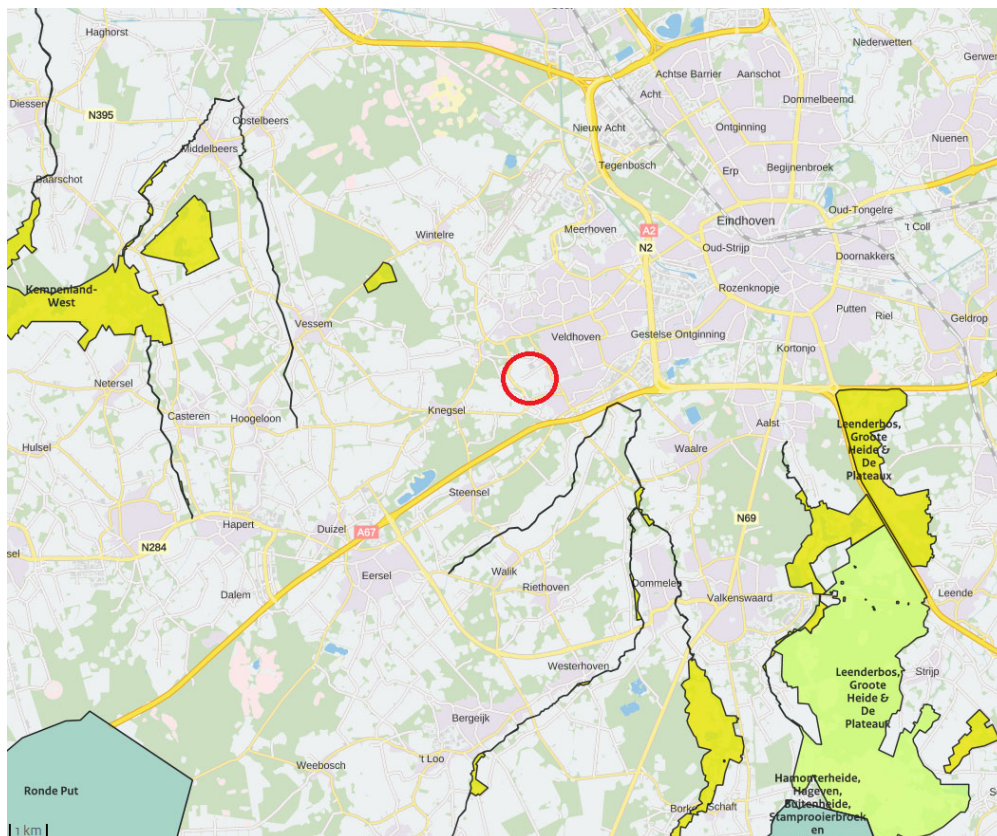 Haghorst
Nederwetten
Achtse Barrier
Aanschot
Gerwe
Diessen
Acht
Dommelbeemd
N395
Oostelbeers
Nieuw Acht
Ontginning
Nuenen
Middelbeers
Tegenbosch
Erp
Begijnenbroek
Baarschot
Oud-Tongelre
Eindhoven
't Coll
Wintelre
Meerhoven
A2
N2
Oud-Strijp
Doornakkers
Kempenland-
West
Rozenknopje
Putten
Riel
Geldrop
Vessem
Veldhoven
Gestelse Ontginning
Kortonjo
Netersel
Casteren
Hoogeloon
Knegsel
Aalst
Leenderbos,
Groote
Heide &
De
Plateaux
Hulsel
Waalre
Steensel
Hapert
Duizel
A67
N69
N284
sel
Eersel
Walik
Riethoven
Dommelen
Dalem
Valkenswaard
Leende
Westerhoven
Leenderbos,
Groote
Heide &
De
Plateaux
Strijp
Bergeijk
't Loo
Weebosch
Ronde Put
Hamonterheide,
Hageven,
Buitenheide,
Stamprooierbroek
en
Schaft
1 km